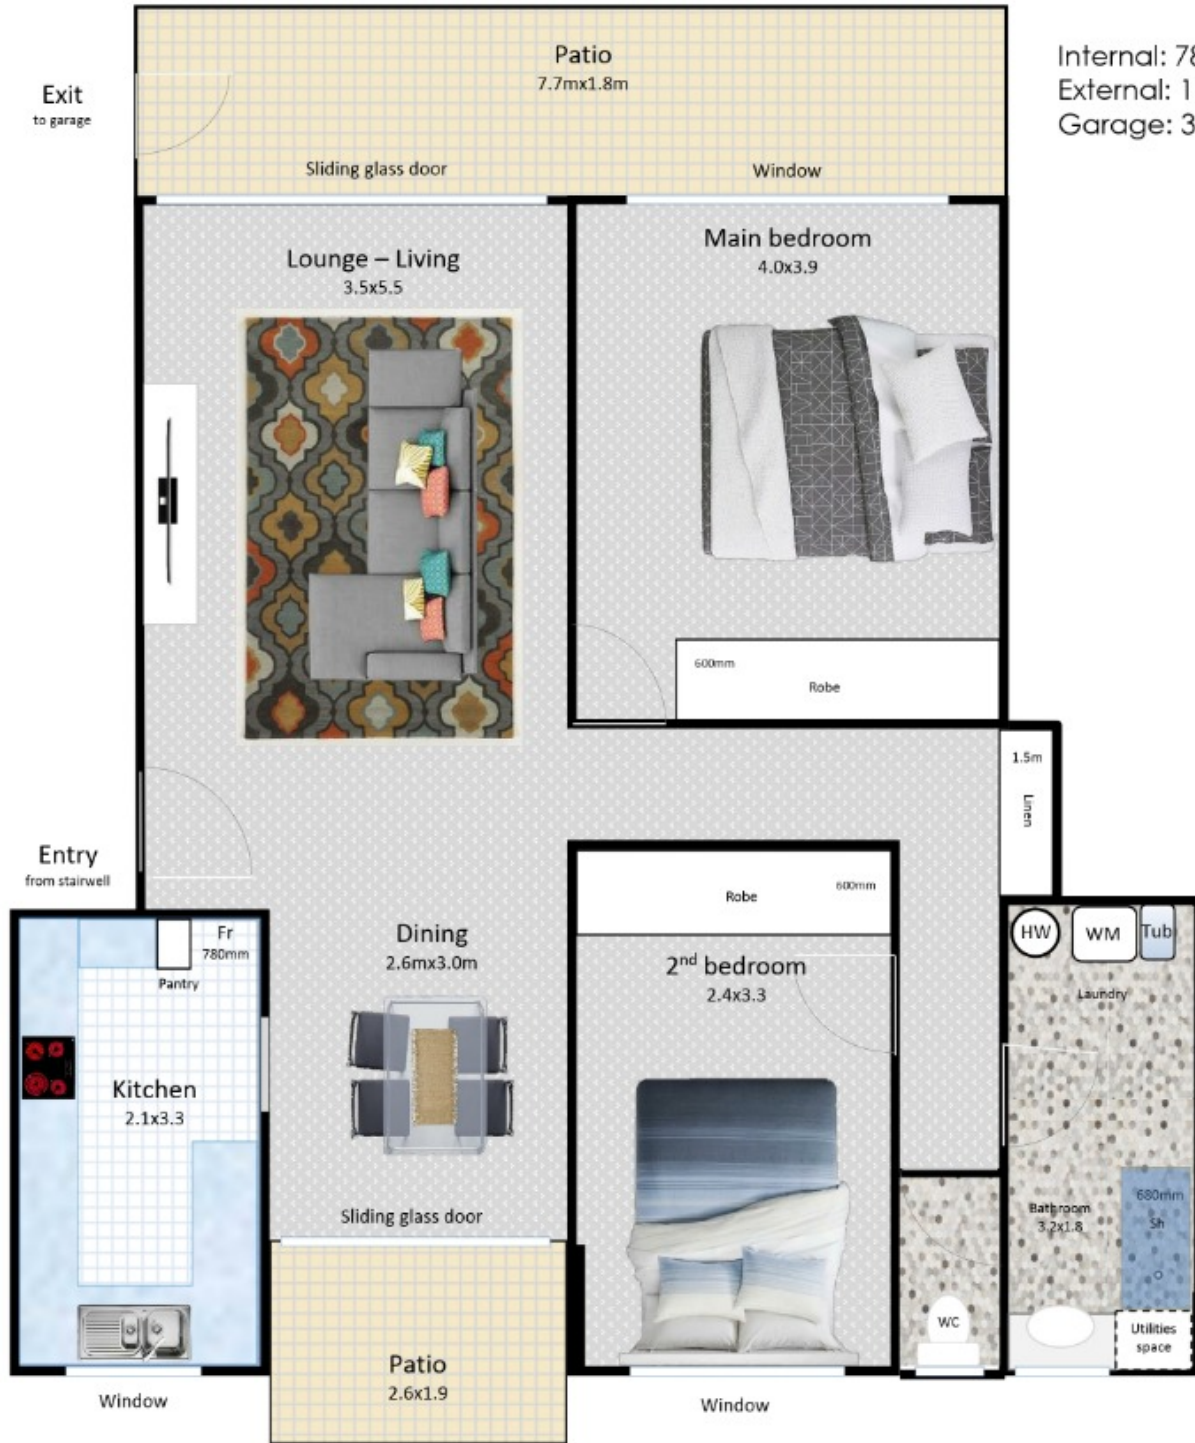 Patio
7.7mx1.8m
Internal: 78
External: 1
Garage: 3
Exit
to garage
Sliding glass door
Window
Lounge – Living
3.5x5.5
Main bedroom
4.0x3.9
600mm
Robe
1.5m
Linen
Entry
from stairwell
Robe
600mm
Fr
780mm
Pantry
Dining
2.6mx3.0m
2nd bedroom
2.4x3.3
HW
WM
Tub
Laundry
Kitchen
2.1x3.3
Sliding glass door
Bathroom
3.2x1.8
680mm
Sh
WC
Utilities
space
Patio
2.6x1.9
Window
Window